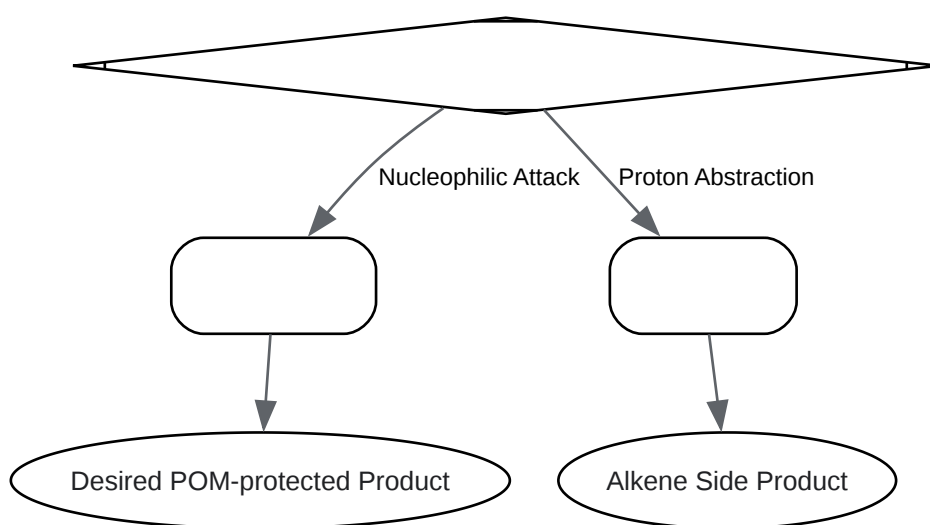 Nucleophilic Attack
Proton Abstraction
Desired POM-protected Product
Alkene Side Product